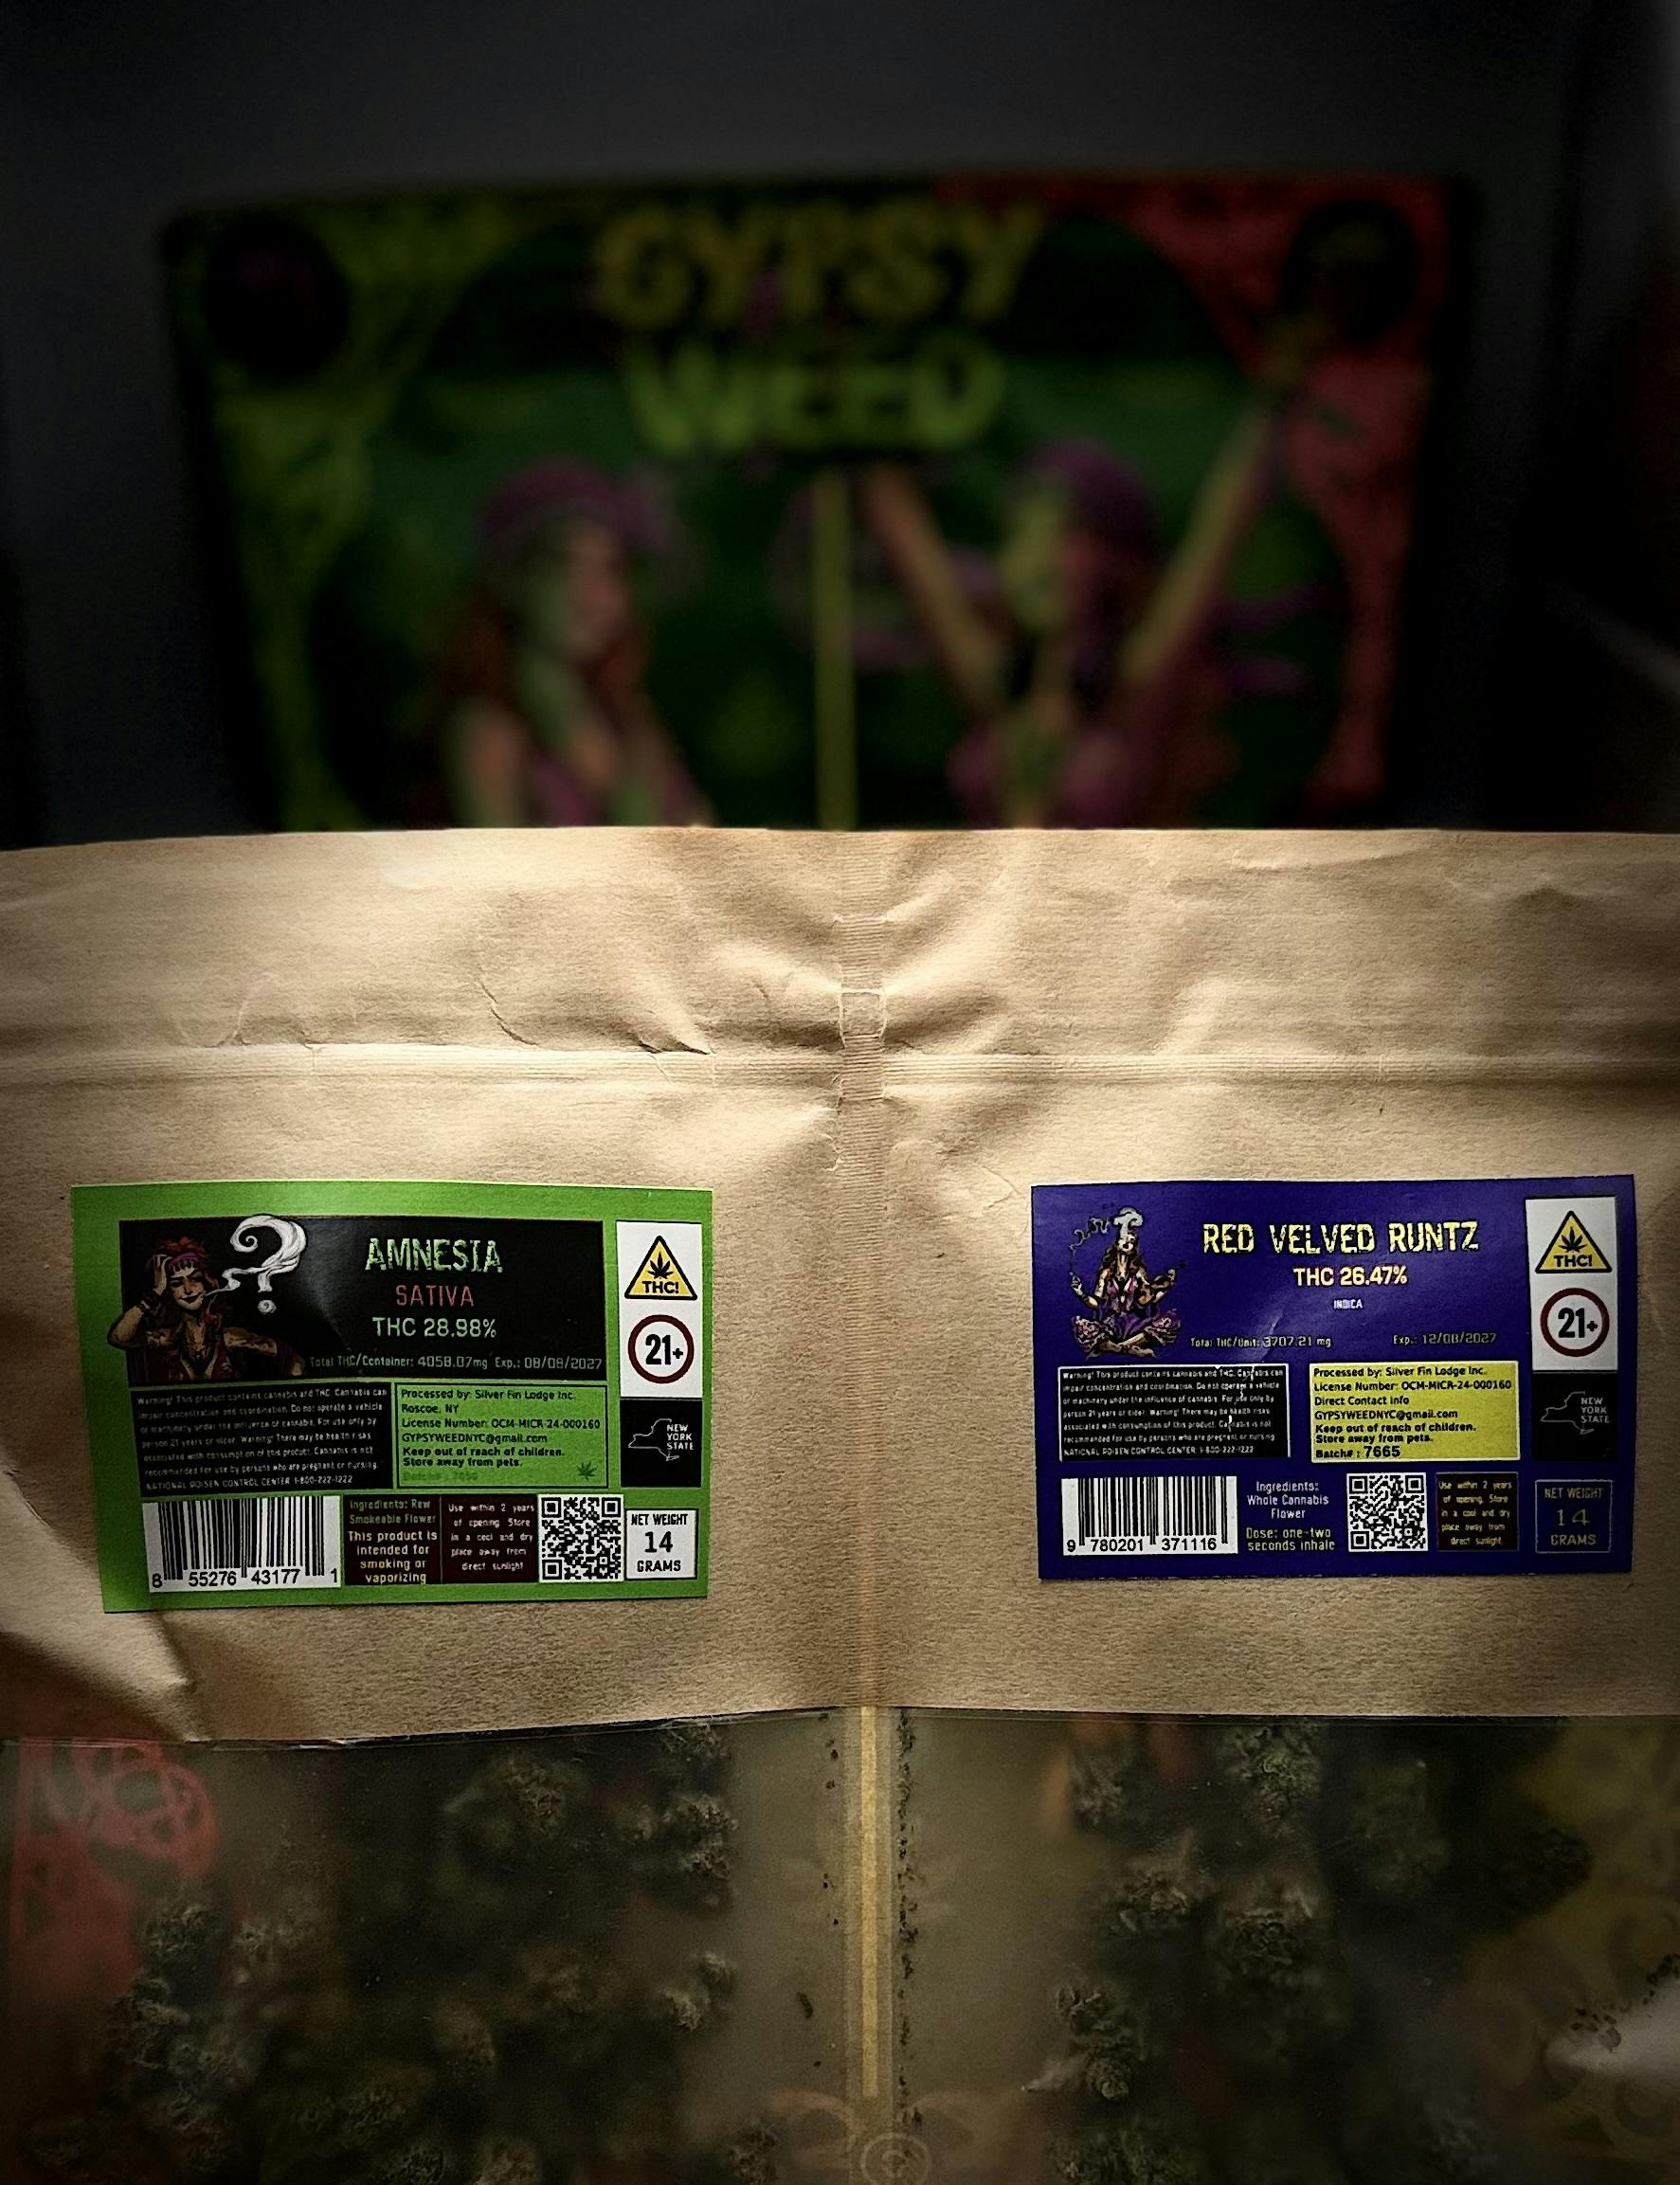 GYPSY
WEED
AMNESIA
SATIVA
THC 28.98%
Total THC/Container: 4058.07mg Exp.: 08/08/2027
THC!
21+
NEW
YORK
STATE
Warning! This product contains cannabis and THC. Cannabis can
impair concentration and coordination. Do not operate a vehicle
or machinery under the influence of cannabis. For use only by
person 21 years or older. Warning! There may be health risks
associated with consumption of this product. Cannabis is not
recommended for use by persons who are pregnant or nursing.
NATIONAL POISEN CONTROL CENTER 1-800-222-1222
Processed by: Silver Fin Lodge Inc.
Roscoe, NY
License Number: OCM-MICR-24-000160
GYPSYWEEDNYC@gmail.com
Keep out of reach of children.
Store away from pets.
Batch# :
8 55276 43177 1
Ingredients: Raw
Smokeable Flower
This product is
intended for
smoking or
vaporizing
Use within 2 years
of opening. Store
in a cool and dry
place away from
direct sunlight
NET WEIGHT
14
GRAMS
RED VELVED RUNTZ
THC 26.47%
INDICA
Total THC/Unit: 3707.21 mg Exp.: 12/08/2027
THC!
21+
NEW
YORK
STATE
Warning! This product contains cannabis and THC. Cannabis can
impair concentration and coordination. Do not operate a vehicle
or machinery under the influence of cannabis. For use only by
person 21 years or older. Warning! There may be health risks
associated with consumption of this product. Cannabis is not
recommended for use by persons who are pregnant or nursing.
NATIONAL POISEN CONTROL CENTER 1-800-222-1222
Processed by: Silver Fin Lodge Inc.
License Number: OCM-MICR-24-000160
Direct Contact Info
GYPSYWEEDNYC@gmail.com
Keep out of reach of children.
Store away from pets.
Batch# : 7665
9 780201 371116
Ingredients:
Whole Cannabis
Flower
Dose: one-two
seconds inhale
Use within 2 years
of opening. Store
in a cool and dry
place away from
direct sunlight.
NET WEIGHT
14
GRAMS